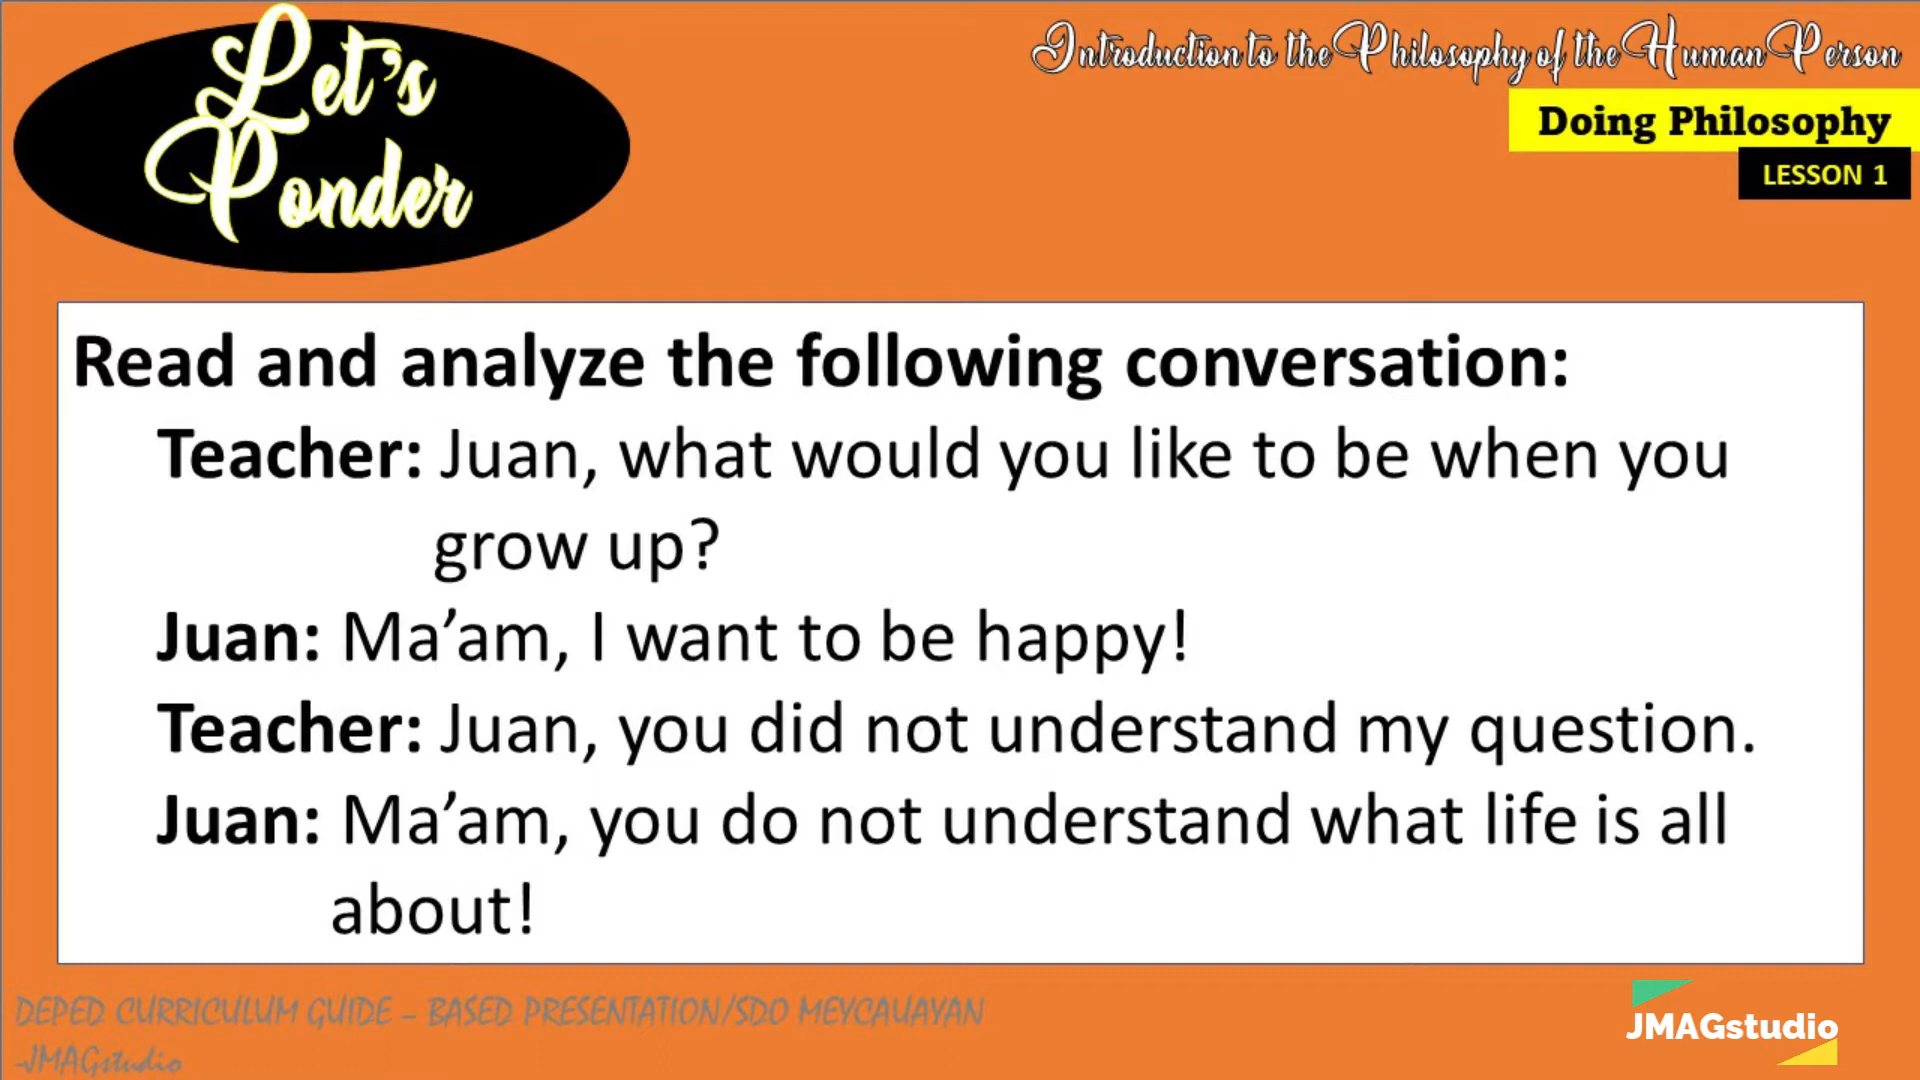 Let's
Ponder
Introduction to the Philosophy of the Human Person
Doing Philosophy
LESSON 1
Read and analyze the following conversation:
Teacher: Juan, what would you like to be when you
grow up?
Juan: Ma’am, I want to be happy!
Teacher: Juan, you did not understand my question.
Juan: Ma’am, you do not understand what life is all
about!
DEPED CURRICULUM GUIDE – BASED PRESENTATION/SDO MEYCAUAYAN
-JMAGstudio
JMAGstudio